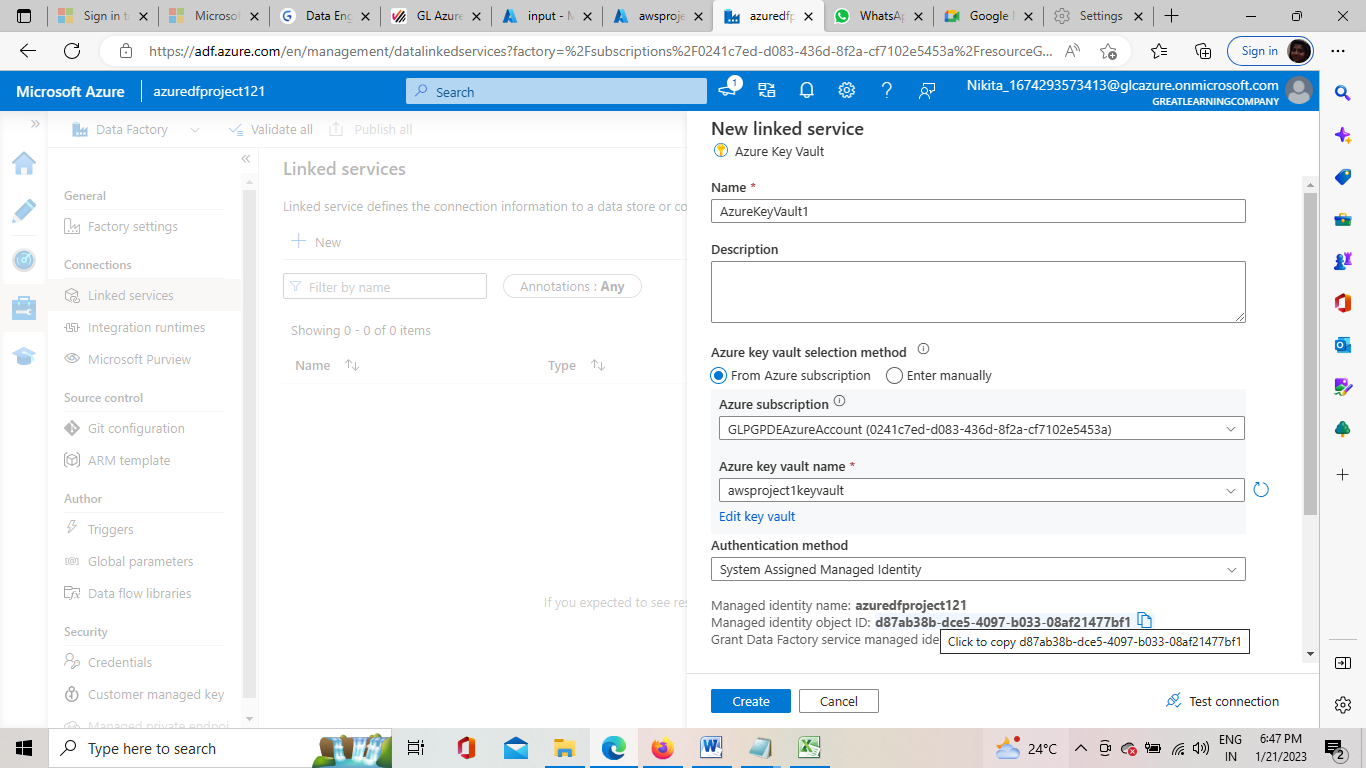 Sign in t
Microsof
Data Eng
GL Azure
input - M
awsproje
azuredfp
WhatsAp
Google M
Settings
https://adf.azure.com/en/management/datalinkedservices?factory=%2Fsubscriptions%2F0241c7ed-d083-436d-8f2a-cf7102e5453a%2FresourceG...
Sign in
Microsoft Azure
azuredfproject121
Search
1
Nikita_1674293573413@glcazure.onmicrosoft.com
GREATLEARNINGCOMPANY
Data Factory
Validate all
Publish all
General
Factory settings
Connections
Linked services
Integration runtimes
Microsoft Purview
Source control
Git configuration
ARM template
Author
Triggers
Global parameters
Data flow libraries
Security
Credentials
Customer managed key
Managed private endpoi
Linked services
Linked service defines the connection information to a data store or co
New
Filter by name
Annotations : Any
Showing 0 - 0 of 0 items
Name
Type
If you expected to see res
New linked service
Azure Key Vault
Name *
AzureKeyVault1
Description
Azure key vault selection method
From Azure subscription
Enter manually
Azure subscription
GLPGPDEAzureAccount (0241c7ed-d083-436d-8f2a-cf7102e5453a)
Azure key vault name *
awsproject1keyvault
Edit key vault
Authentication method
System Assigned Managed Identity
Managed identity name: azuredfproject121
Managed identity object ID: d87ab38b-dce5-4097-b033-08af21477bf1
Grant Data Factory service managed ide
Click to copy d87ab38b-dce5-4097-b033-08af21477bf1
Create
Cancel
Test connection
Type here to search
24°C
ENG
IN
6:47 PM
1/21/2023
2